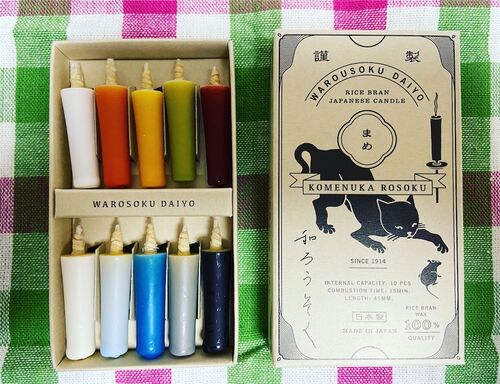 WAROSOKU DAIYO
謹製
WAROUSOKU DAIYO
RICE BRAN
JAPANESE CANDLE
まめ
KOMENUKA ROSOKU
和ろうそく
SINCE 1914
INTERNAL CAPACITY: 10 PCS
COMBUSTION TIME: 15MIN.
LENGTH: 45MM.
日本製
MADE IN JAPAN
RICE BRAN
WAX
100%
QUALITY